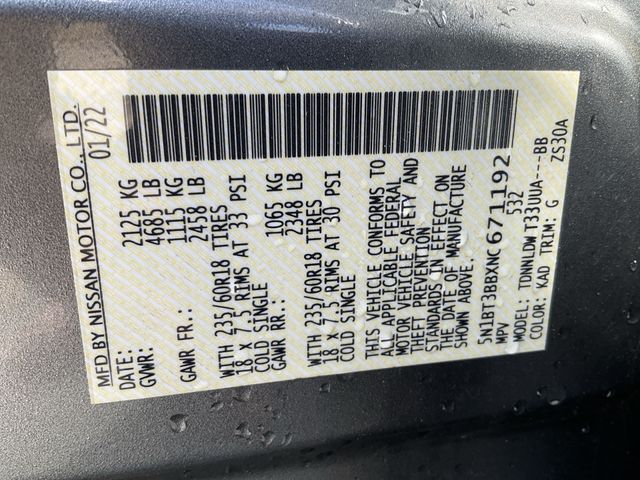 MFD BY NISSAN MOTOR CO., LTD.
DATE: 01/22
GVWR: 2125 KG
4685 LB
GAWR FR.: 1115 KG
2458 LB
WITH 235/60R18 TIRES
18 X 7.5 RIMS AT 33 PSI
COLD SINGLE
GAWR RR.: 1065 KG
2348 LB
WITH 235/60R18 TIRES
18 X 7.5 RIMS AT 30 PSI
COLD SINGLE
THIS VEHICLE CONFORMS TO
ALL APPLICABLE FEDERAL
MOTOR VEHICLE SAFETY AND
THEFT PREVENTION
STANDARDS IN EFFECT ON
THE DATE OF MANUFACTURE
SHOWN ABOVE.
5N1BT3BBXNC671192
MPV 532
MODEL: TDNNLDWT33UUA---BB
COLOR: KAD TRIM: G ZS30A